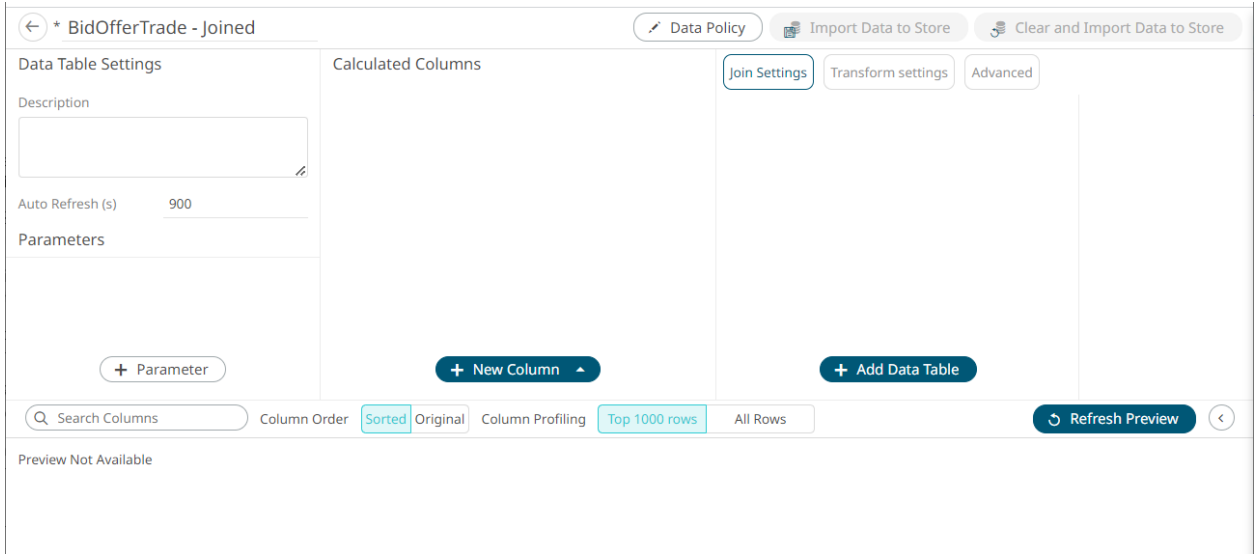 * BidOfferTrade - Joined
Data Policy
Import Data to Store
Clear and Import Data to Store
Data Table Settings
Calculated Columns
Join Settings
Transform settings
Advanced
Description
Auto Refresh (s) 900
Parameters
+ Parameter
+ New Column
+ Add Data Table
Search Columns
Column Order
Sorted
Original
Column Profiling
Top 1000 rows
All Rows
Refresh Preview
Preview Not Available